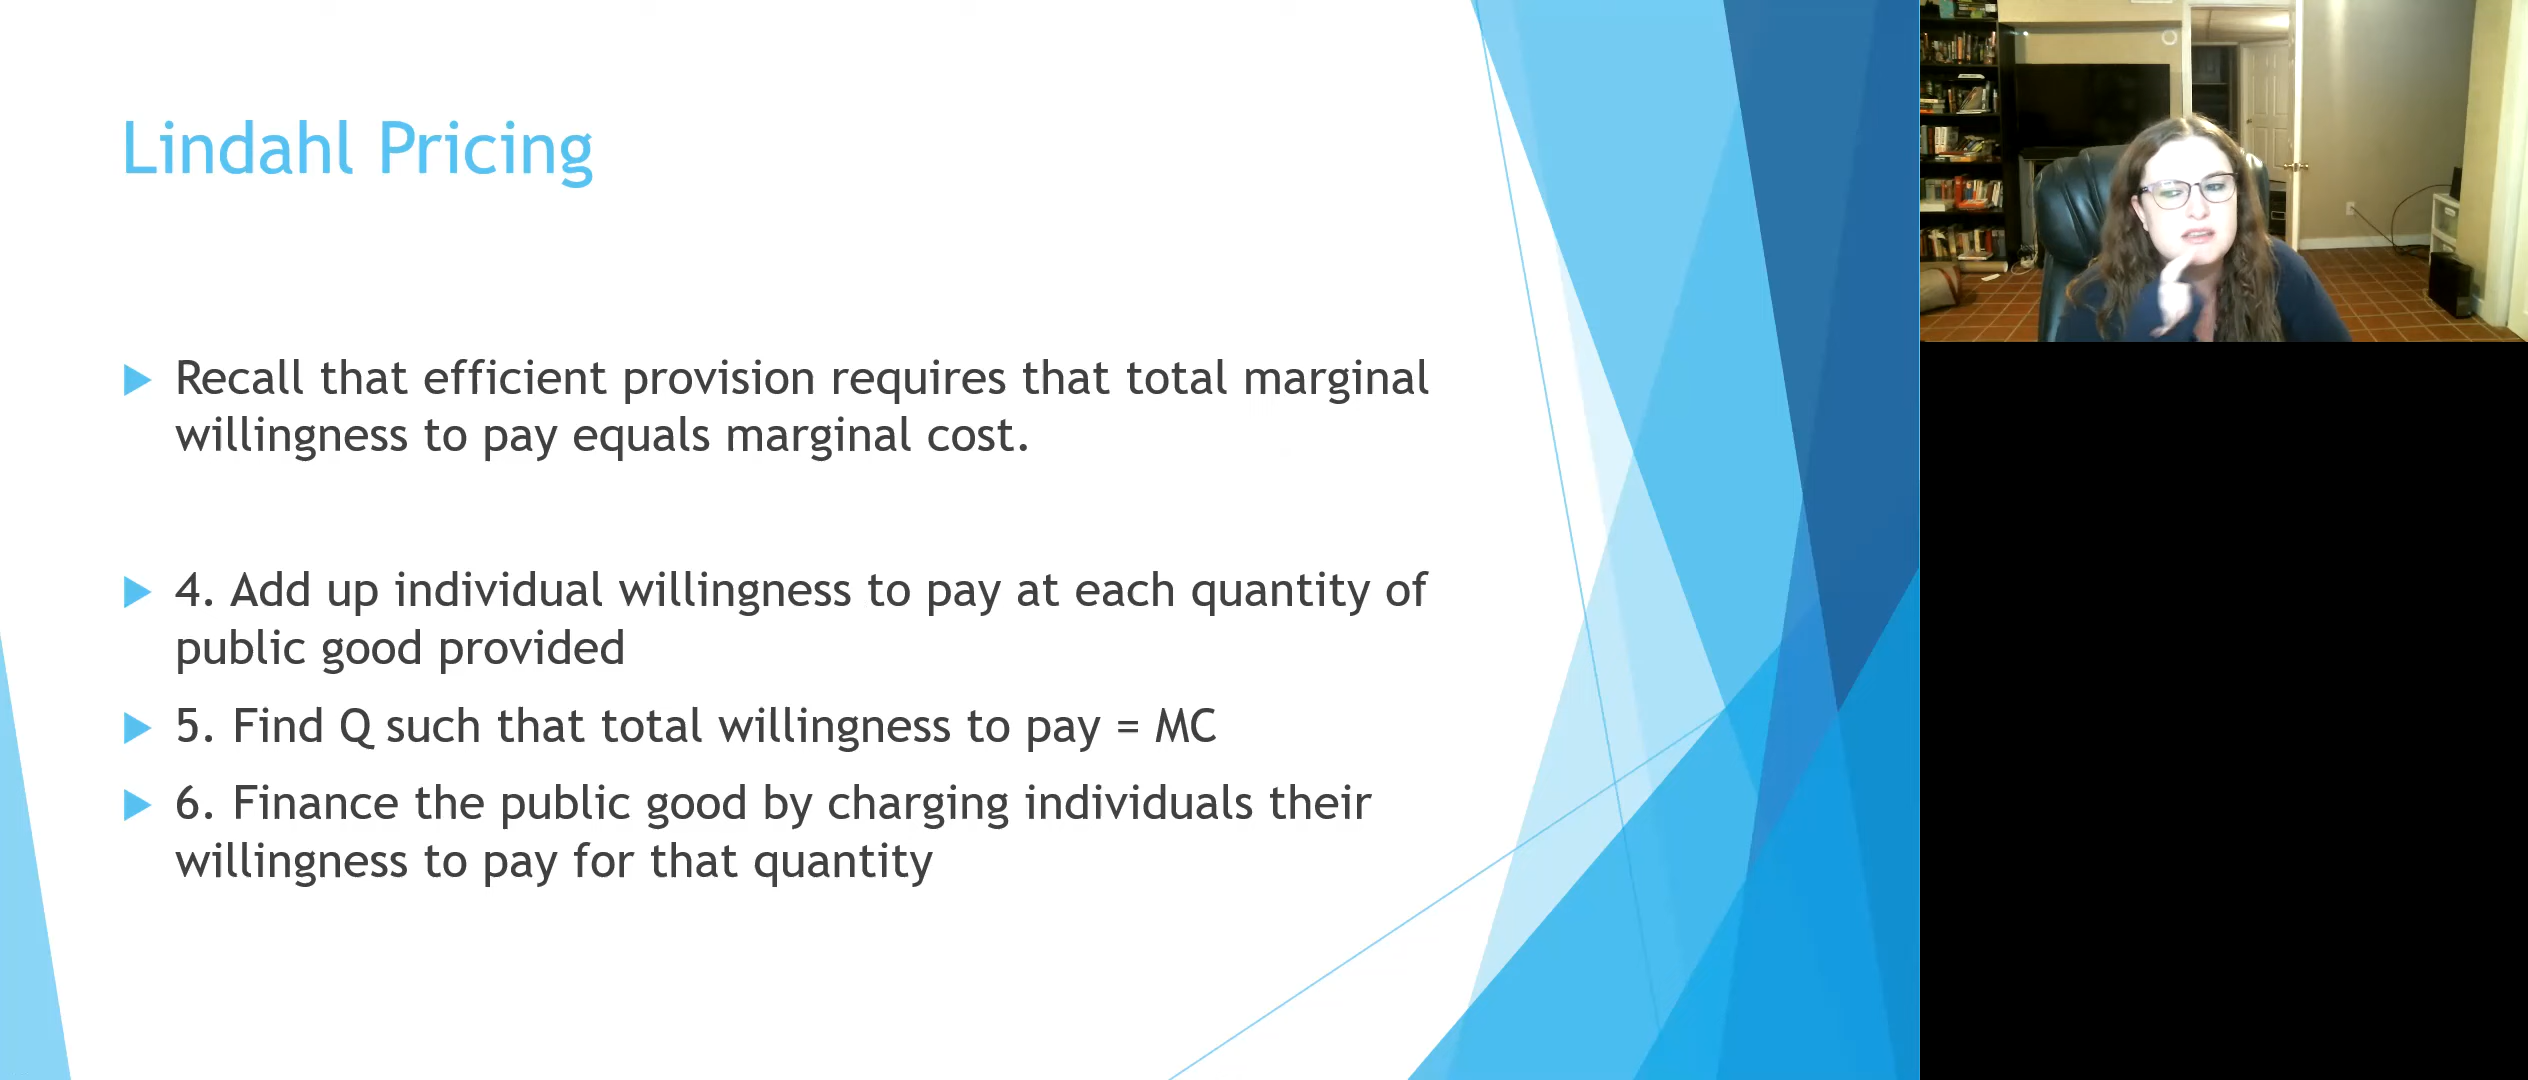 Lindahl Pricing
Recall that efficient provision requires that total marginal
willingness to pay equals marginal cost.
4. Add up individual willingness to pay at each quantity of
public good provided
5. Find Q such that total willingness to pay = MC
6. Finance the public good by charging individuals their
willingness to pay for that quantity